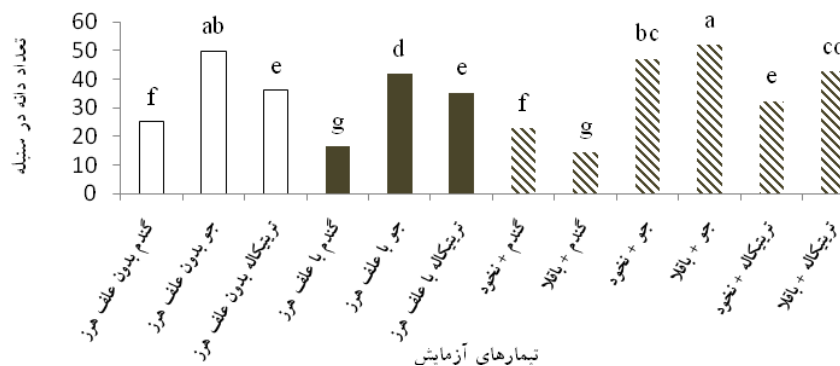 تعداد دانه در سنبله
60
50
40
30
20
10
0
f
ab
e
g
d
e
f
g
bc
a
e
گندم بدون علف هرز
جو بدون علف هرز
تریتیکاله بدون علف هرز
گندم با علف هرز
جو با علف هرز
تریتیکاله با علف هرز
گندم + نخود
گندم + باقلا
جو + نخود
جو + باقلا
تریتیکاله + نخود
تریتیکاله + باقلا
تیمارهای آزمایش